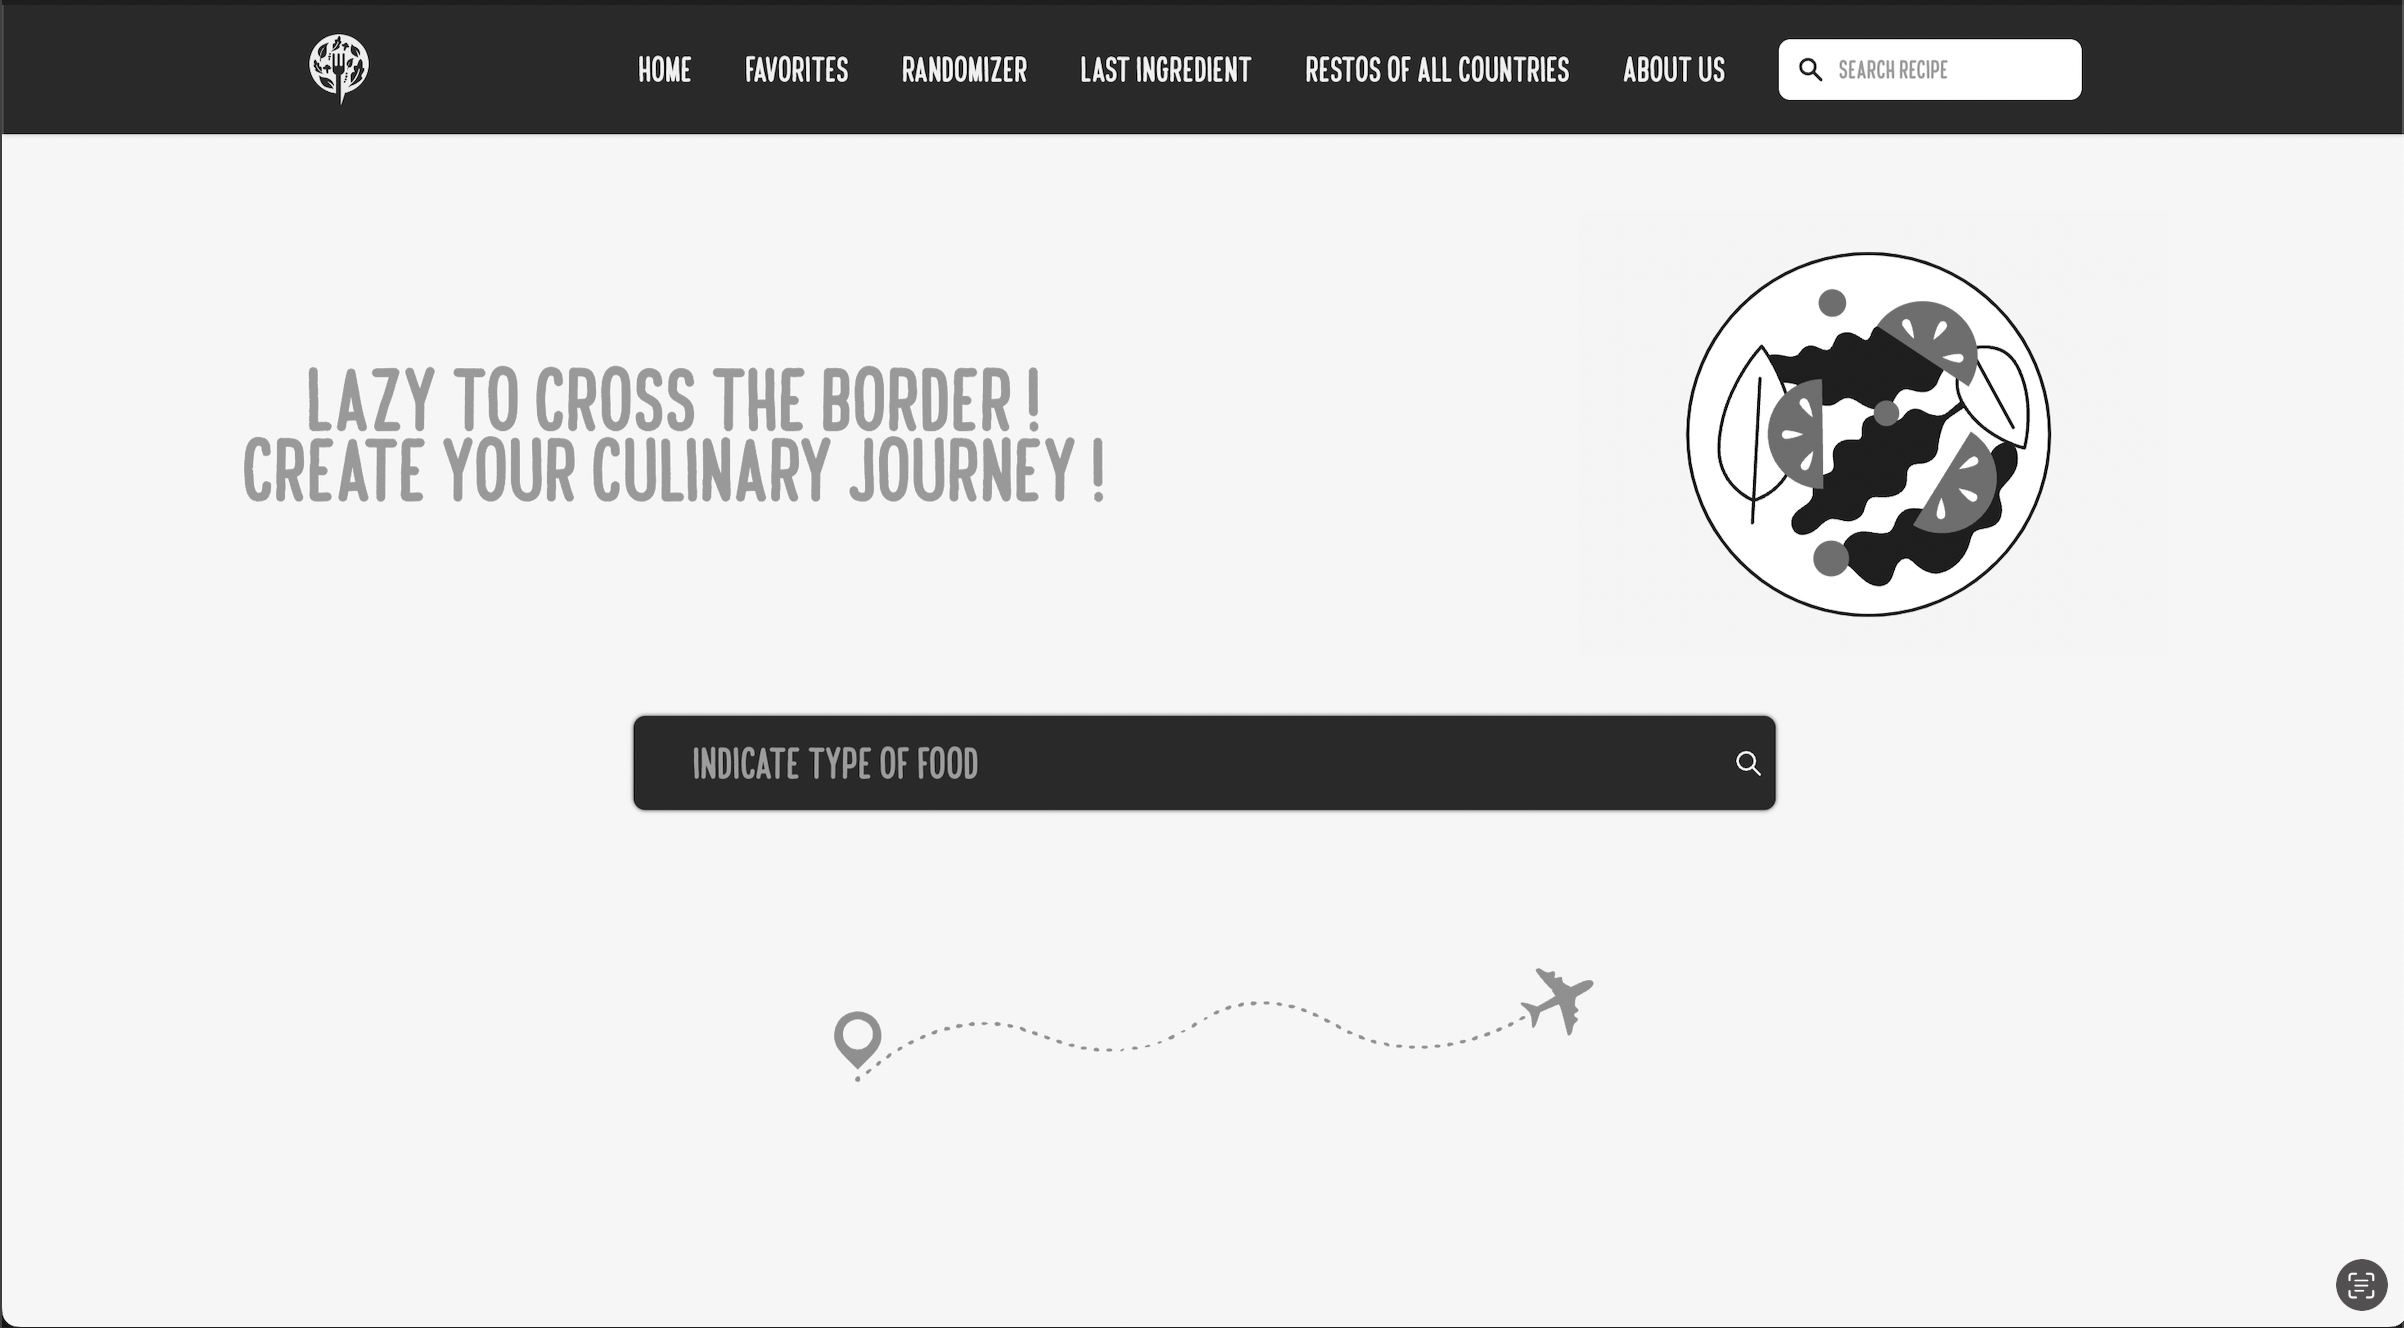 HOME
FAVORITES
RANDOMIZER
LAST INGREDIENT
RESTOS OF ALL COUNTRIES
ABOUT US
SEARCH RECIPE
LAZY TO CROSS THE BORDER !
CREATE YOUR CULINARY JOURNEY !
INDICATE TYPE OF FOOD